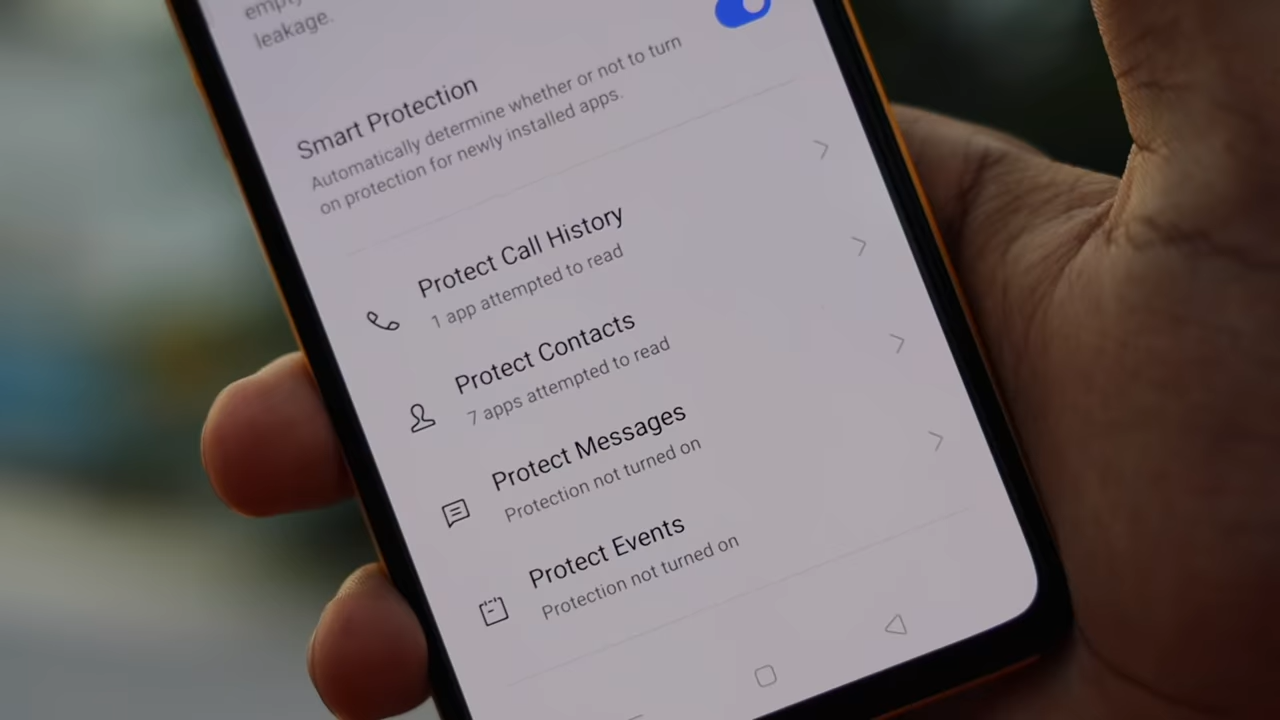 empty
leakage.
Smart Protection
Automatically determine whether or not to turn
on protection for newly installed apps.
Protect Call History
1 app attempted to read
Protect Contacts
7 apps attempted to read
Protect Messages
Protection not turned on
Protect Events
Protection not turned on